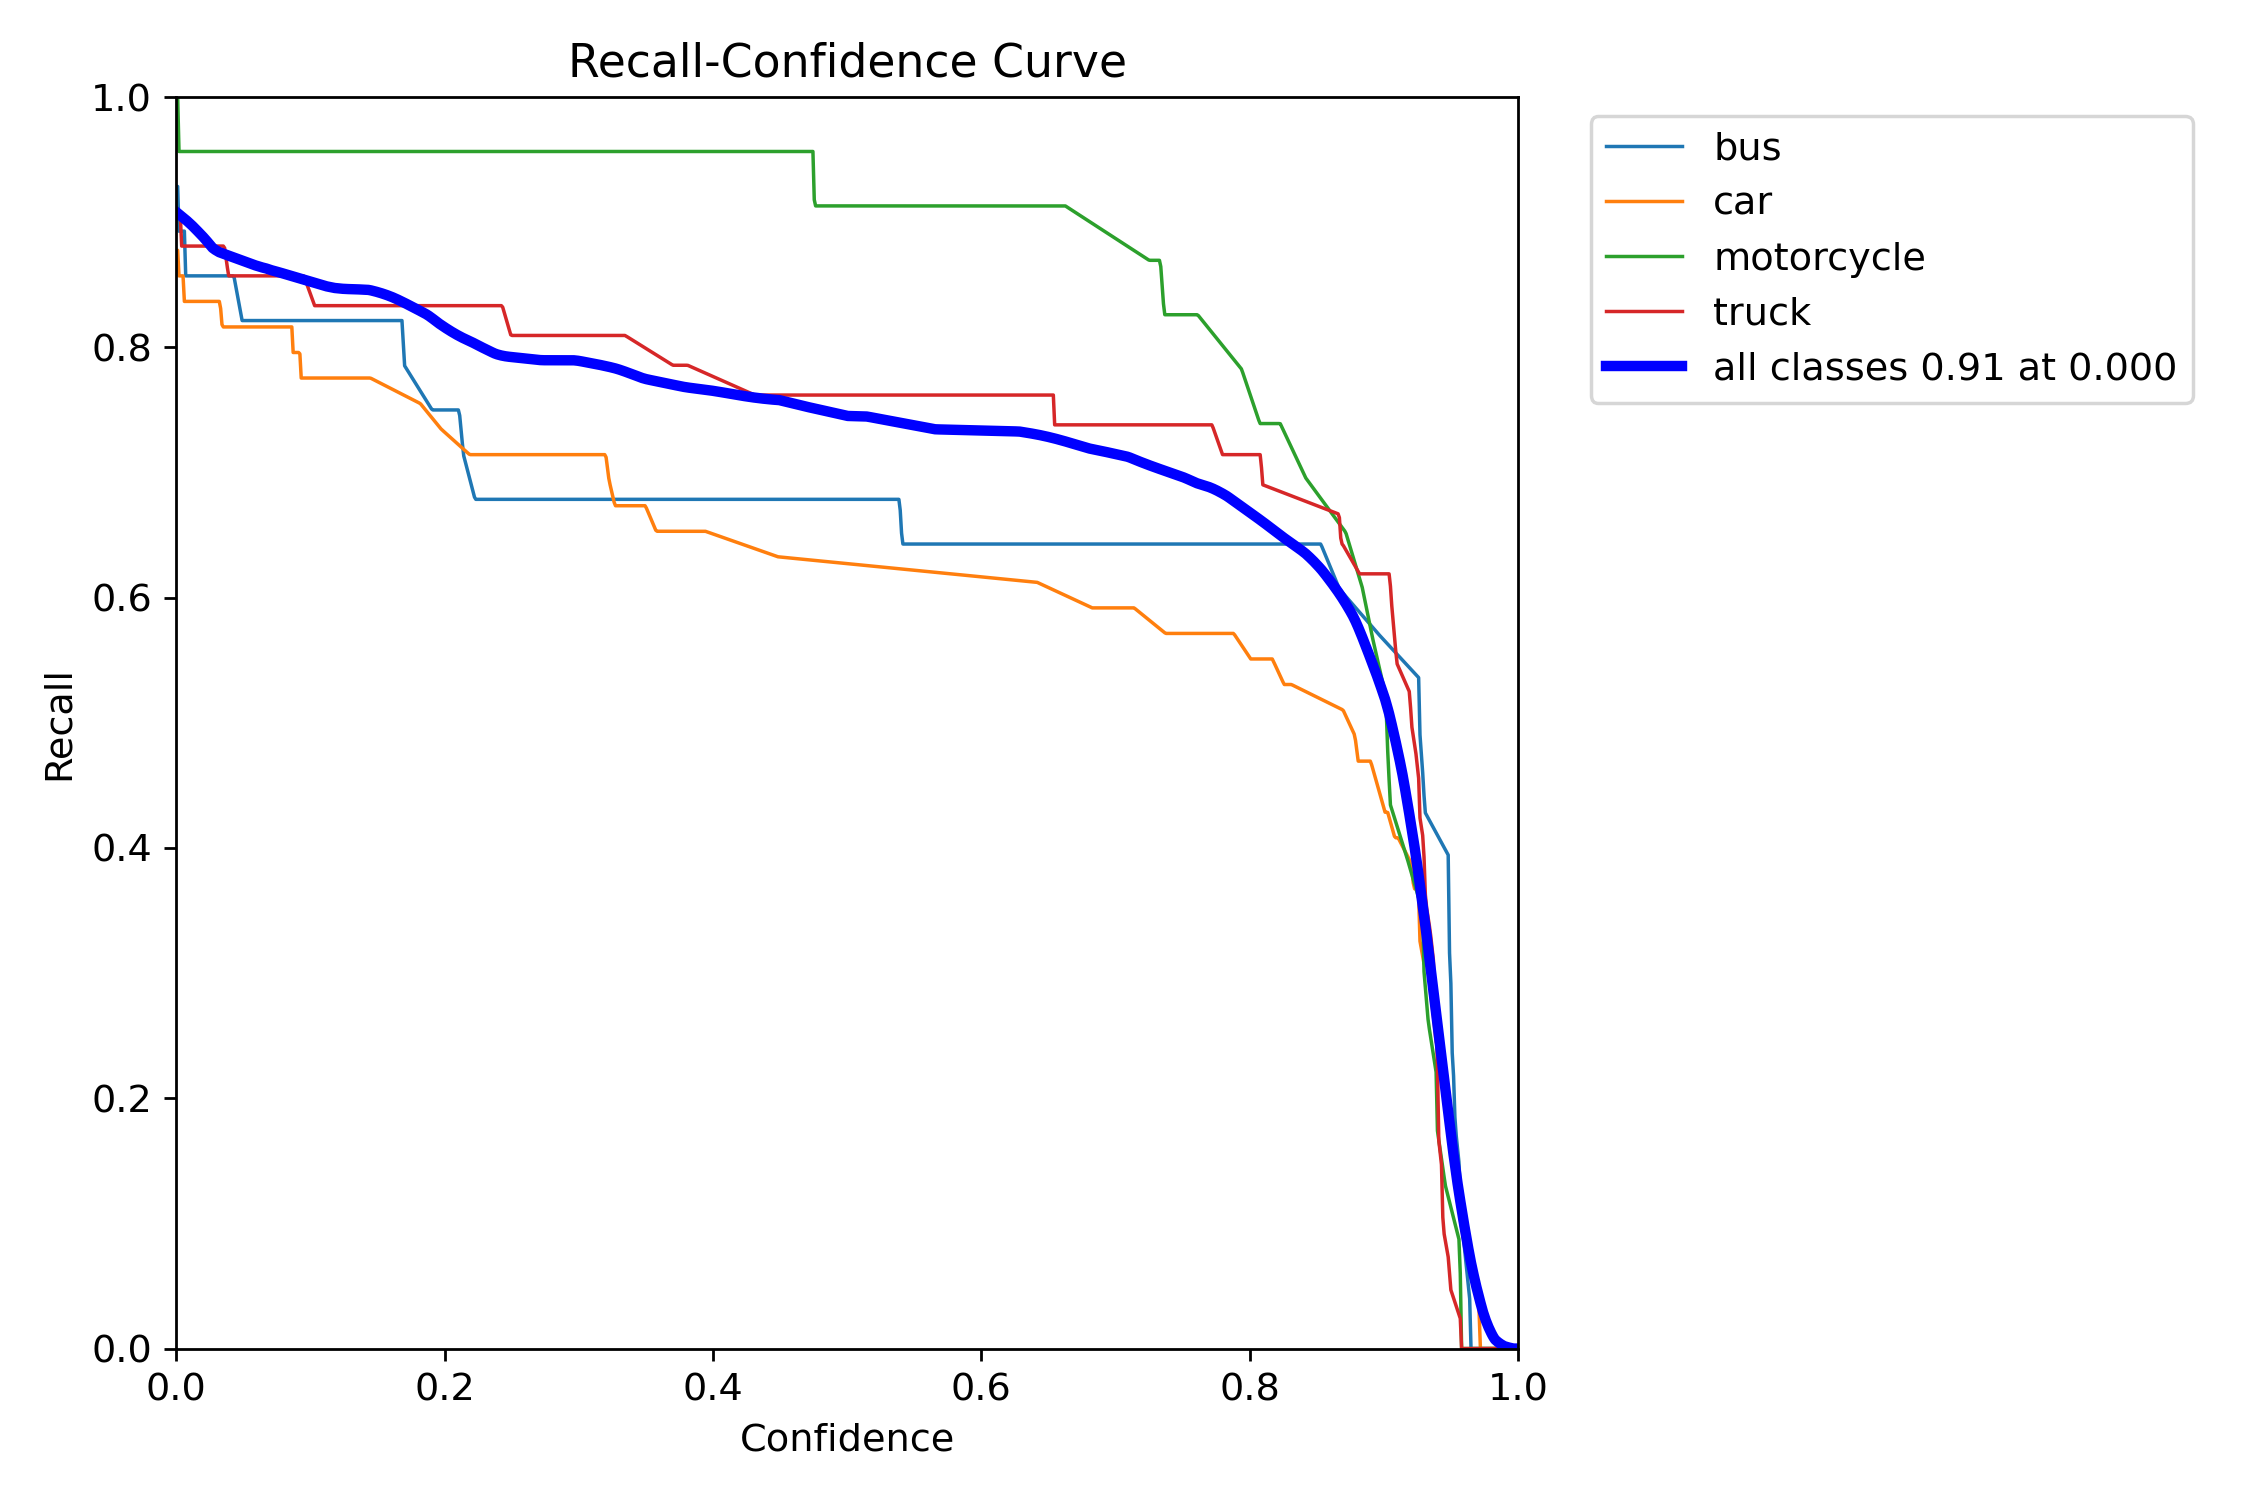 Recall-Confidence Curve
1.0
0.8
0.6
0.4
0.2
0.0
Recall
0.0 0.2 0.4 0.6 0.8 1.0
Confidence
bus
car
motorcycle
truck
all classes 0.91 at 0.000